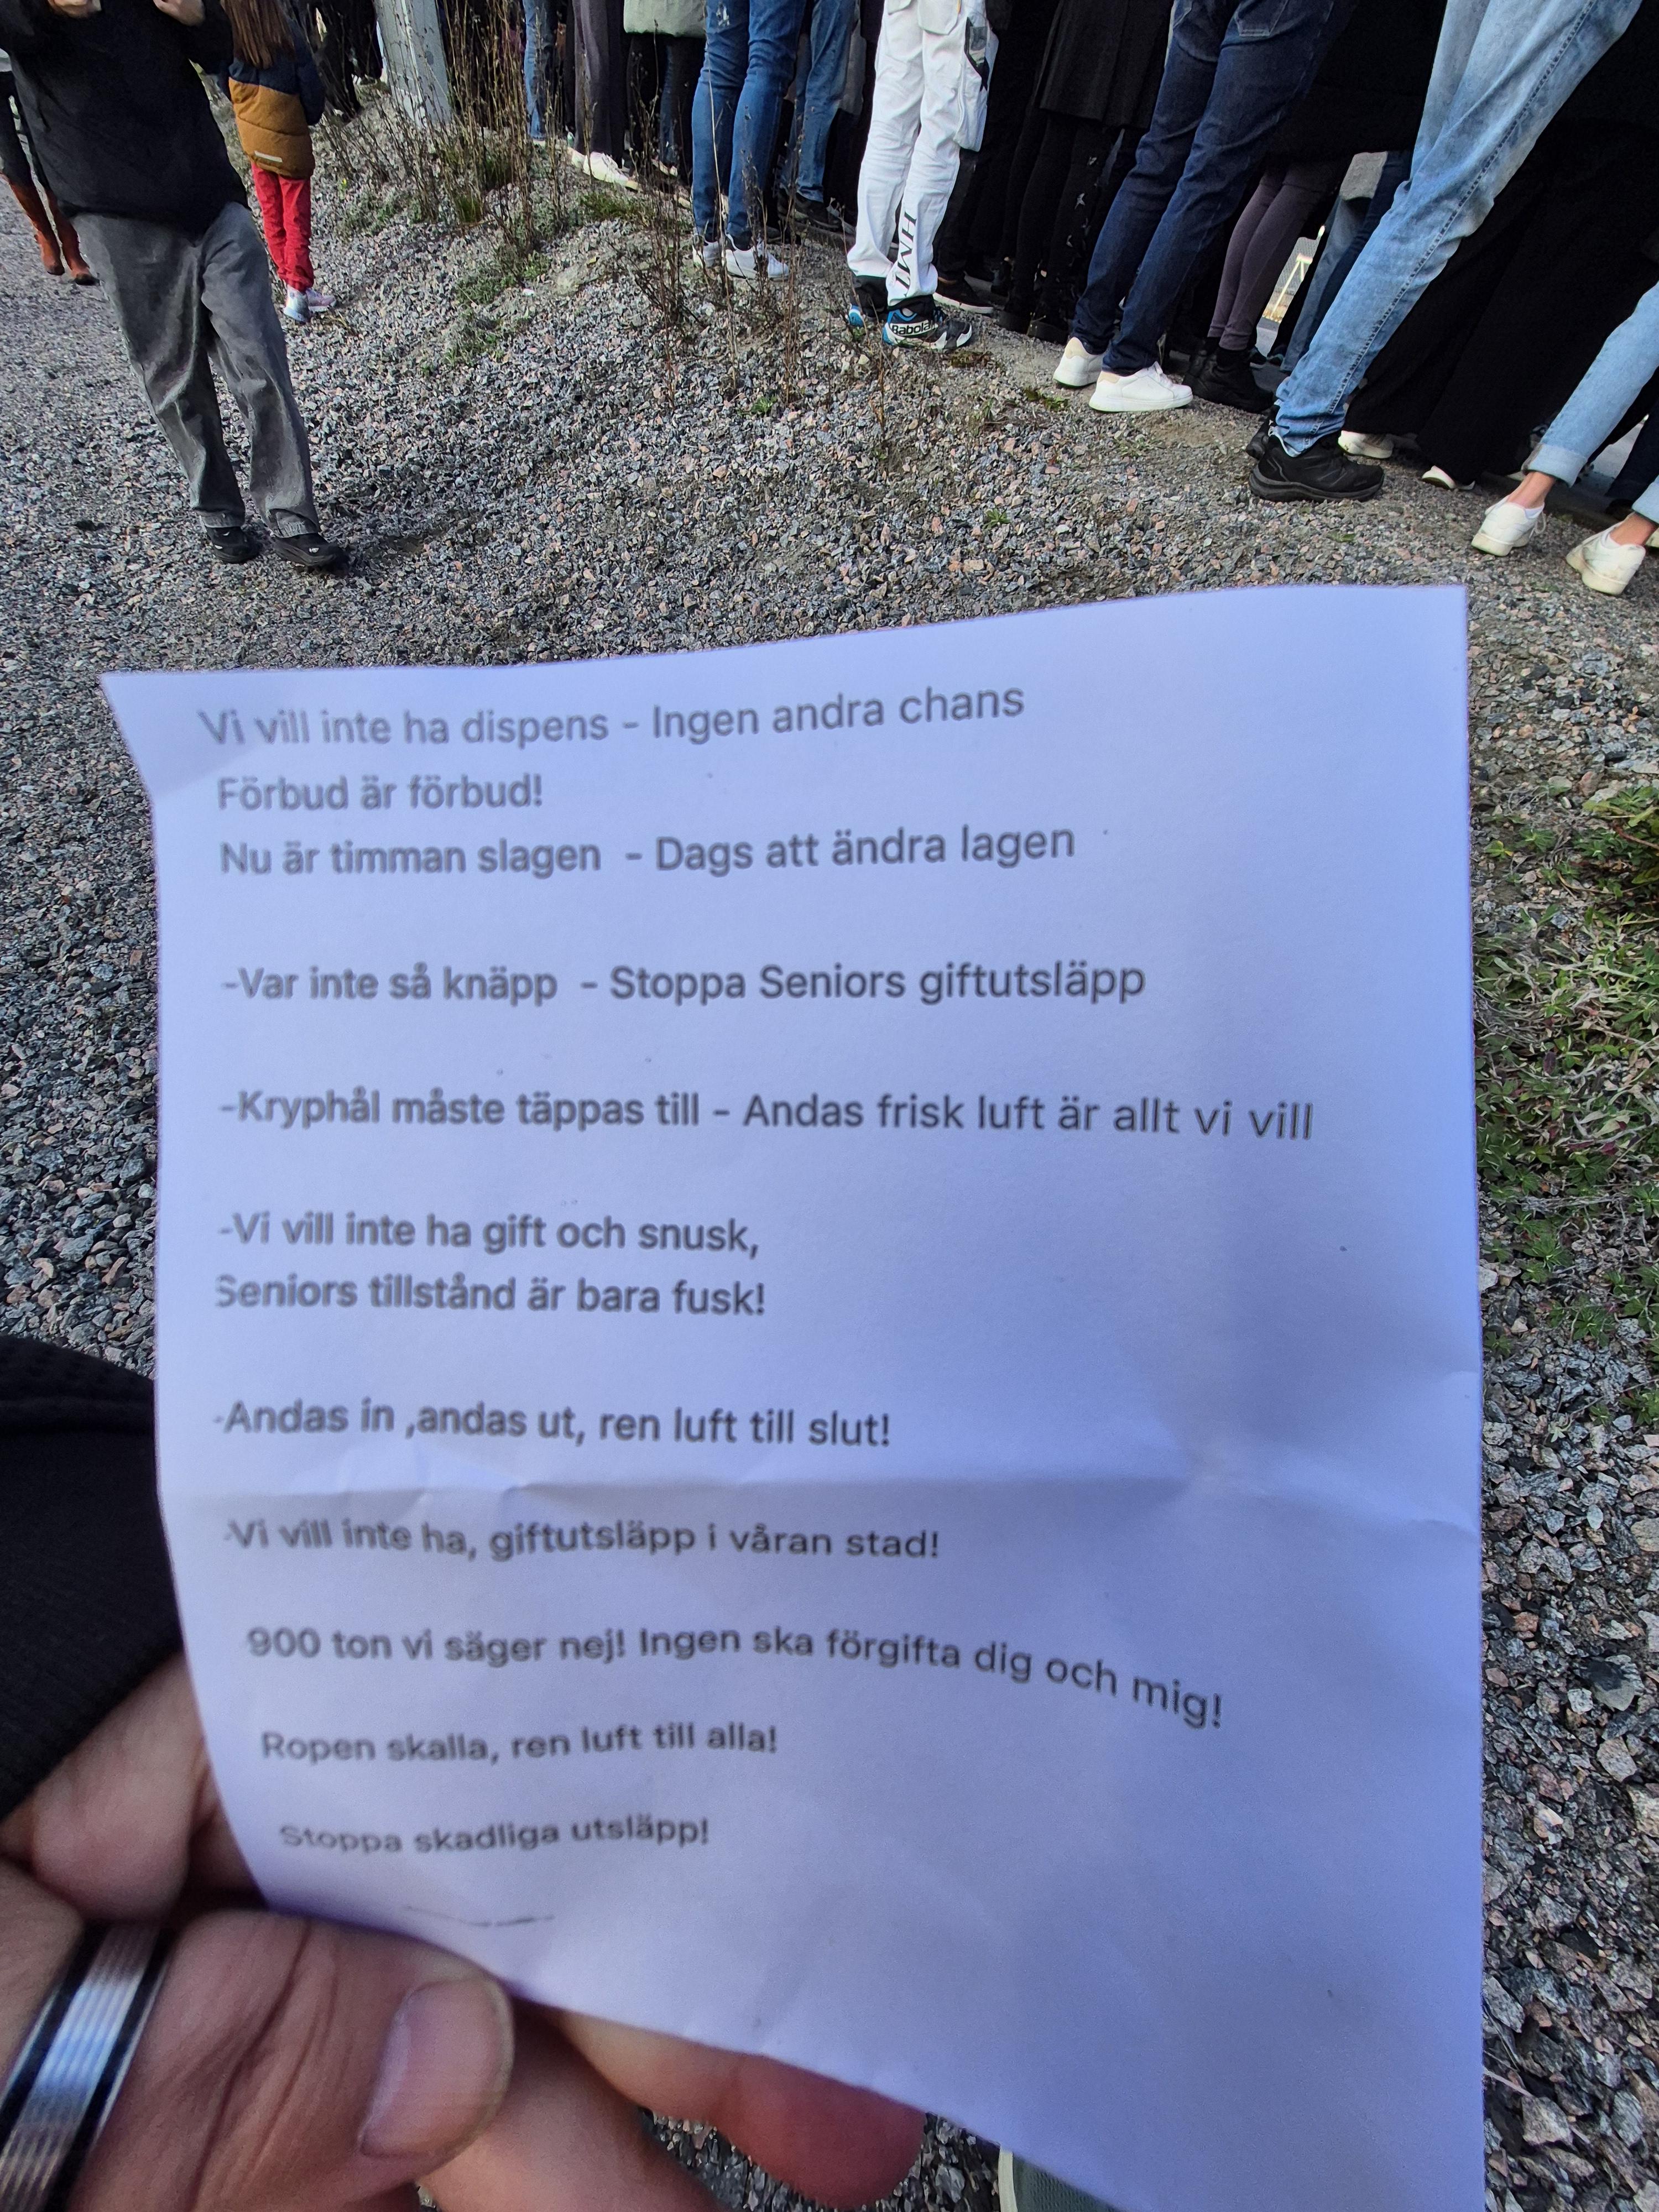 HMT
Babolat
Vi vill inte ha dispens – Ingen andra chans
Förbud är förbud!
Nu är timman slagen – Dags att ändra lagen
-Var inte så knäpp – Stoppa Seniors giftutsläpp
-Kryphål måste täppas till – Andas frisk luft är allt vi vill
-Vi vill inte ha gift och snusk,
Seniors tillstånd är bara fusk!
-Andas in ,andas ut, ren luft till slut!
-Vi vill inte ha, giftutsläpp i våran stad!
900 ton vi säger nej! Ingen ska förgifta dig och mig!
Ropen skalla, ren luft till alla!
Stoppa skadliga utsläpp!